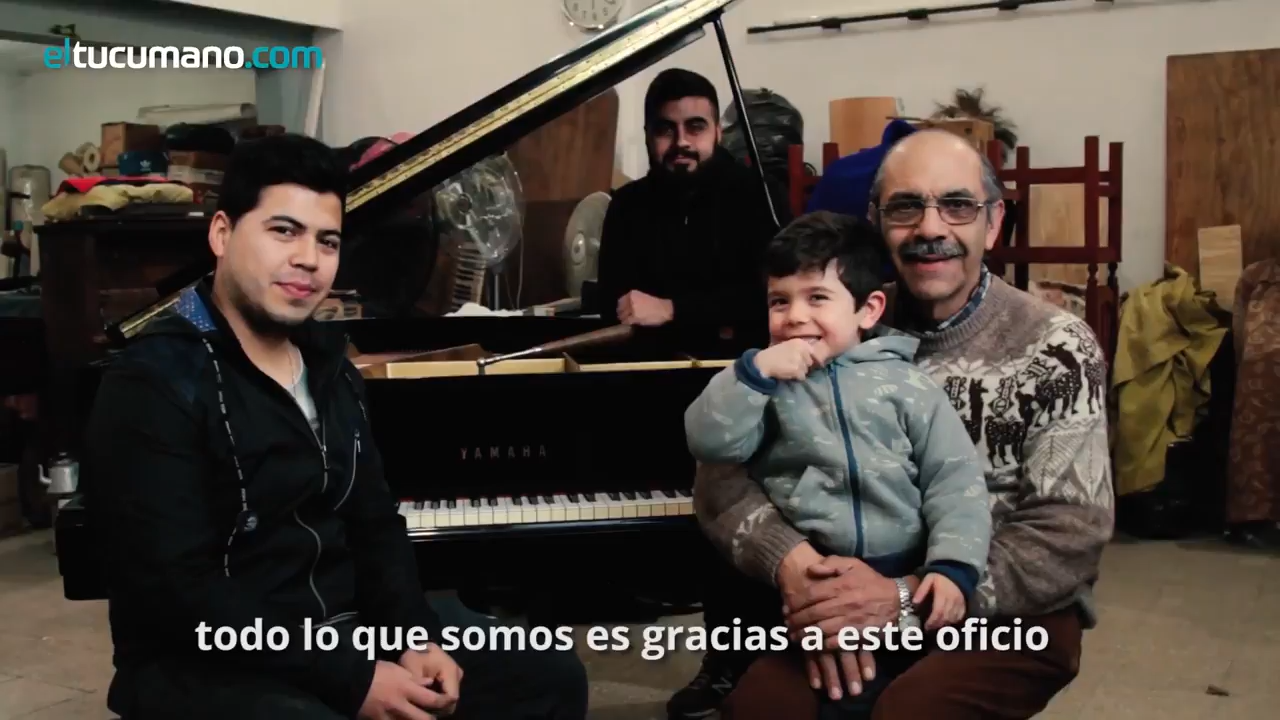 eltucumano.com
YAMAHA
todo lo que somos es gracias a este oficio